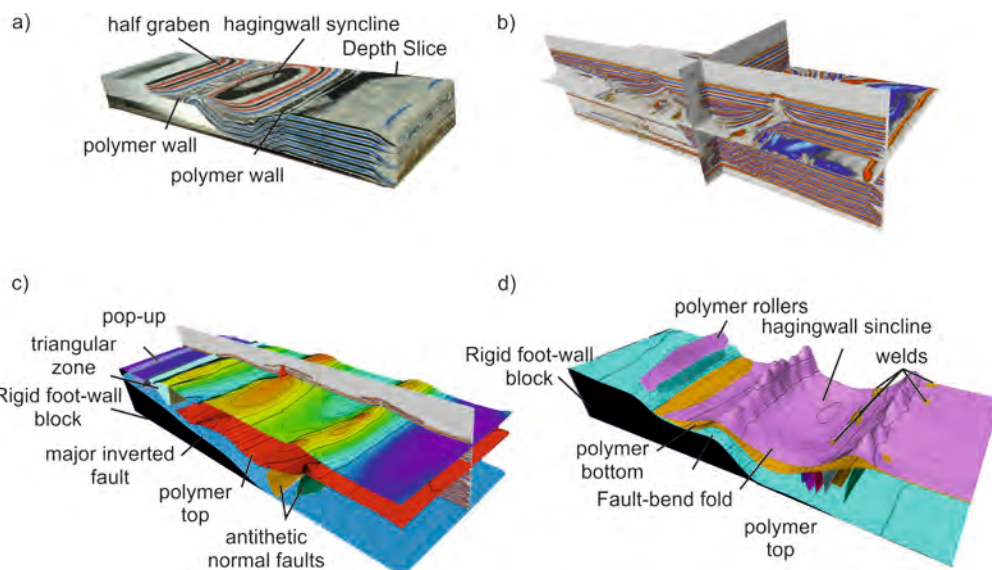 a)
half graben
hagingwall syncline
Depth Slice
polymer wall
polymer wall
b)
c)
pop-up
triangular
zone
Rigid foot-wall
block
major inverted
fault
polymer
top
antithetic
normal faults
d)
polymer rollers
hagingwall sincline
welds
Rigid foot-wall
block
polymer
bottom
Fault-bend fold
polymer
top